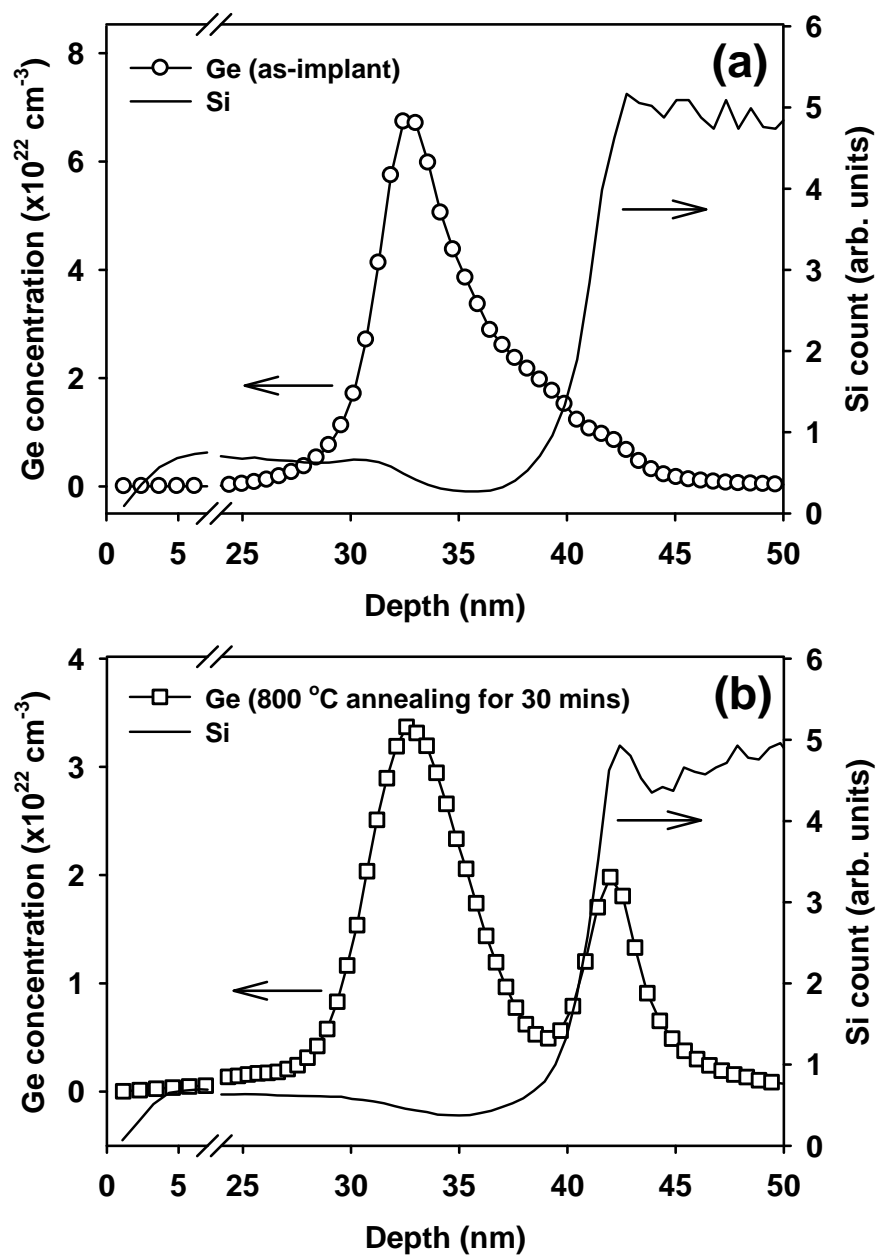 (a)
Ge (as-implant)
Si
Ge concentration (x10²² cm⁻³)
8
6
4
2
0
Si count (arb. units)
6
5
4
3
2
1
0
0 5 25 30 35 40 45 50
Depth (nm)
(b)
Ge (800 °C annealing for 30 mins)
Si
Ge concentration (x10²² cm⁻³)
4
3
2
1
0
Si count (arb. units)
6
5
4
3
2
1
0
0 5 25 30 35 40 45 50
Depth (nm)